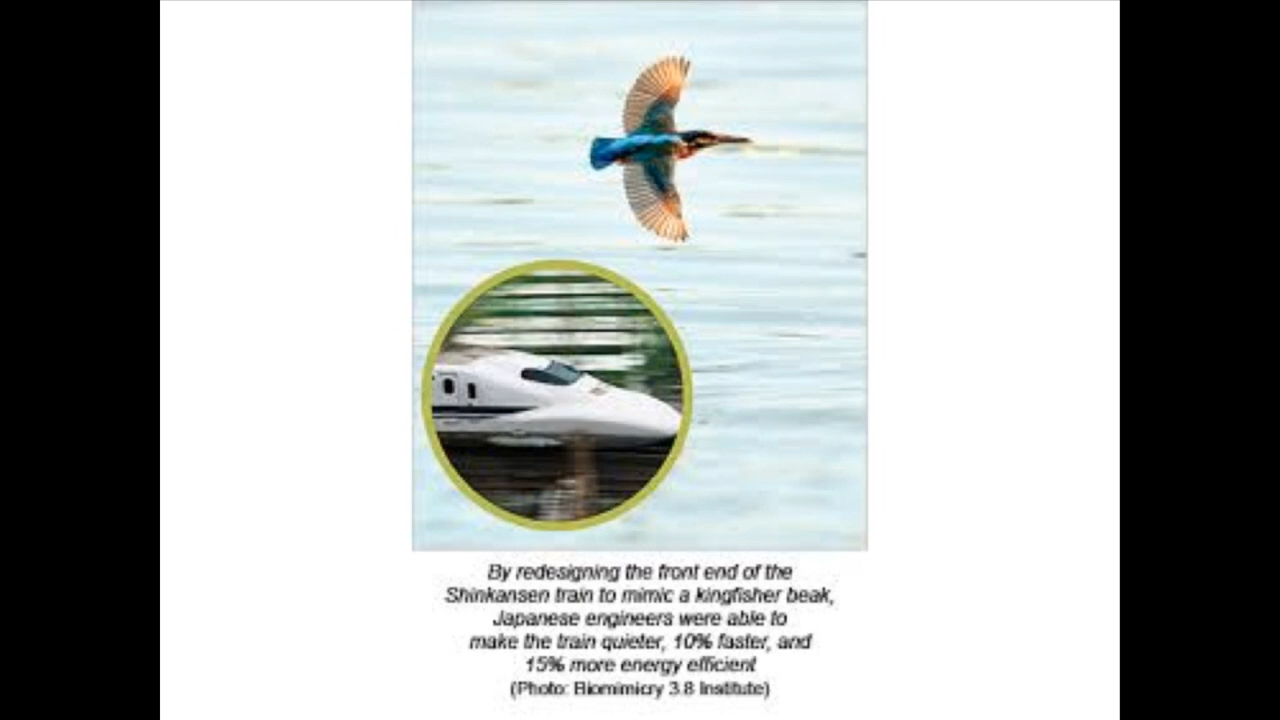 By redesigning the front end of the
Shinkansen train to mimic a kingfisher beak,
Japanese engineers were able to
make the train quieter, 10% faster, and
15% more energy efficient
(Photo: Biomimicry 3.8 Institute)